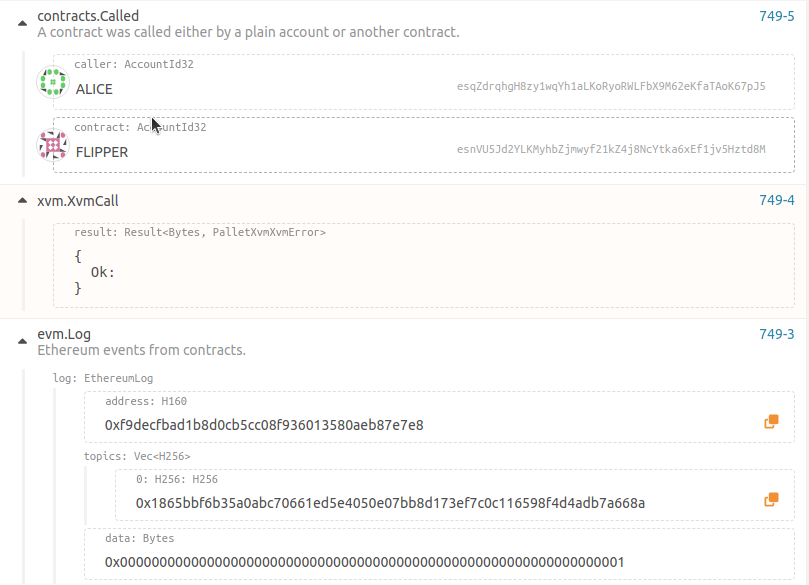 contracts.Called
749-5
A contract was called either by a plain account or another contract.
caller: AccountId32
ALICE
esqZdrqhgH8zy1wqYh1aLKoRyoRWLFbX9M62eKfaTAoK67pJ5
contract: AccountId32
FLIPPER
esnVU5Jd2YLKMyhbZjmwyf21kZ4j8NcYtka6xEf1jv5Hztd8M
xvm.XvmCall
749-4
result: Result<Bytes, PalletXvmXvmError>
{
Ok:
}
evm.Log
749-3
Ethereum events from contracts.
log: EthereumLog
address: H160
0xf9decfbad1b8d0cb5cc08f936013580aeb87e7e8
topics: Vec<H256>
0: H256: H256
0x1865bbf6b35a0abc70661ed5e4050e07bb8d173ef7c0c116598f4d4adb7a668a
data: Bytes
0x0000000000000000000000000000000000000000000000000000000000000001